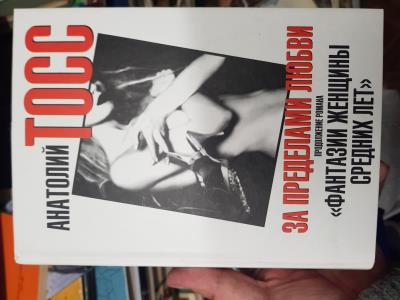 АНАТОЛИЙ
ТОСС
ЗА ПРЕДЕЛАМИ ЛЮБВИ
ПРОДОЛЖЕНИЕ РОМАНА
«ФАНТАЗИИ ЖЕНЩИНЫ
СРЕДНИХ ЛЕТ»